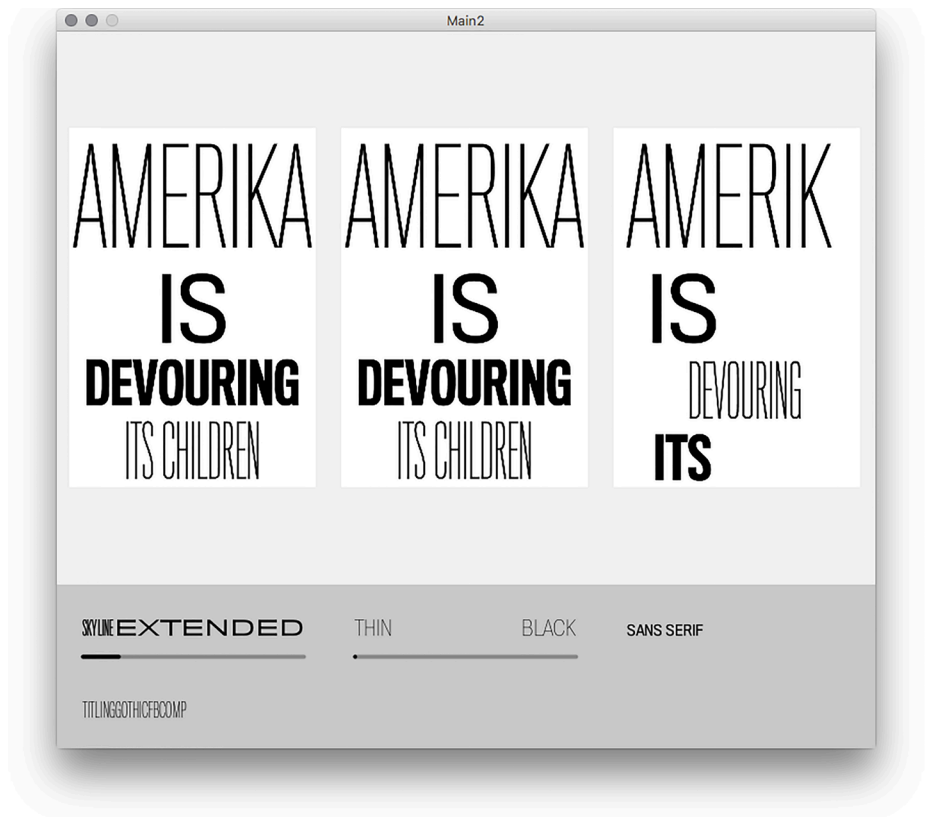 Main2
AMERIKA
IS
DEVOURING
ITS CHILDREN
AMERIKA
IS
DEVOURING
ITS CHILDREN
AMERIK
IS
DEVOURING
ITS
SKYLINE EXTENDED
THIN BLACK
SANS SERIF
TITLINGGOTHICFBCOMP